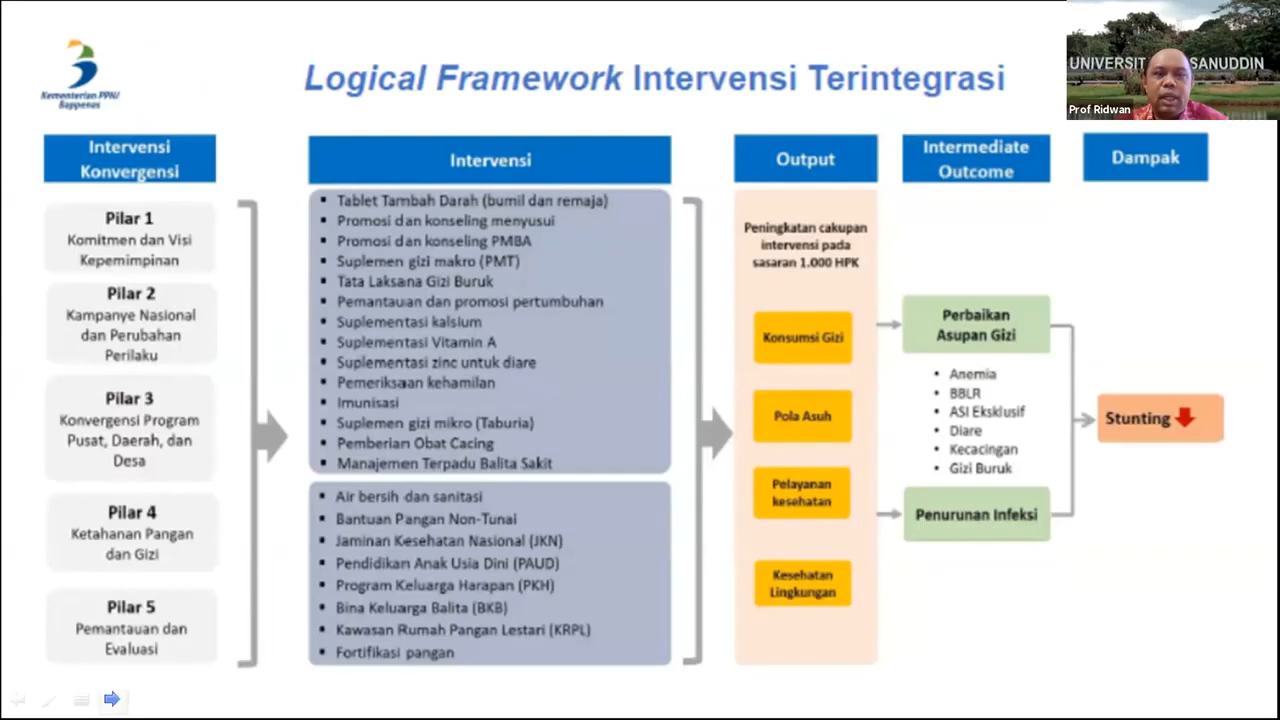 Kementerian PPN/
Bappenas
Logical Framework Intervensi Terintegrasi
UNIVERSIT SANUDDIN
Prof Ridwan
Intervensi
Konvergensi
Pilar 1
Komitmen dan Visi
Kepemimpinan
Pilar 2
Kampanye Nasional
dan Perubahan
Perilaku
Pilar 3
Konvergensi Program
Pusat, Daerah, dan
Desa
Pilar 4
Ketahanan Pangan
dan Gizi
Pilar 5
Pemantauan dan
Evaluasi
Intervensi
Tablet Tambah Darah (bumil dan remaja)
Promosi dan konseling menyusui
Promosi dan konseling PMBA
Suplemen gizi makro (PMT)
Tata Laksana Gizi Buruk
Pemantauan dan promosi pertumbuhan
Suplementasi kalsium
Suplementasi Vitamin A
Suplementasi zinc untuk diare
Pemeriksaan kehamilan
Imunisasi
Suplemen gizi mikro (Taburia)
Pemberian Obat Cacing
Manajemen Terpadu Balita Sakit
Air bersih dan sanitasi
Bantuan Pangan Non-Tunai
Jaminan Kesehatan Nasional (JKN)
Pendidikan Anak Usia Dini (PAUD)
Program Keluarga Harapan (PKH)
Bina Keluarga Balita (BKB)
Kawasan Rumah Pangan Lestari (KRPL)
Fortifikasi pangan
Output
Peningkatan cakupan
intervensi pada
sasaran 1.000 HPK
Konsumsi Gizi
Pola Asuh
Pelayanan
kesehatan
Kesehatan
Lingkungan
Intermediate
Outcome
Perbaikan
Asupan Gizi
Anemia
BBLR
ASI Eksklusif
Diare
Kecacingan
Gizi Buruk
Penurunan Infeksi
Dampak
Stunting